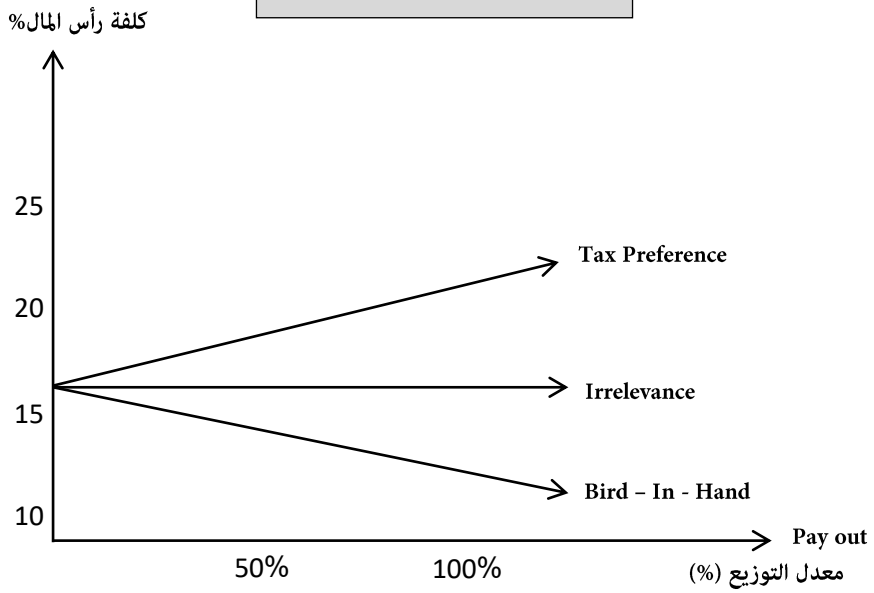 كلفة رأس المال%
25
Tax Preference
20
Irrelevance
15
Bird – In - Hand
10
Pay out
50%
100%
معدل التوزيع (%)